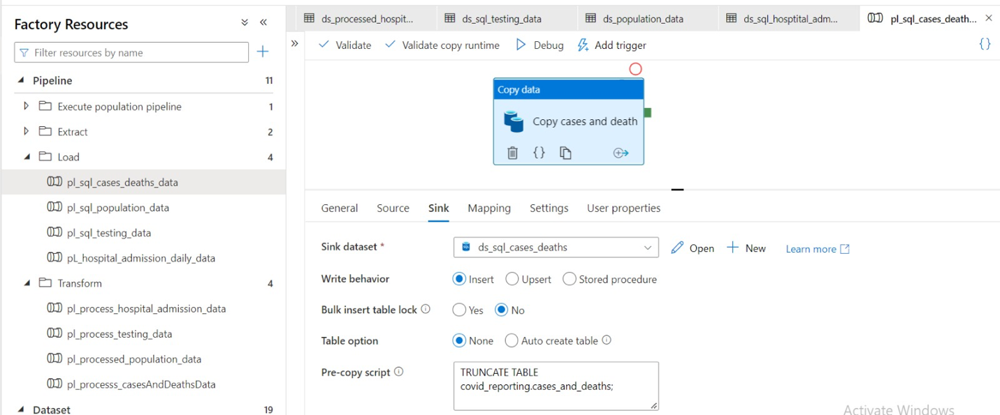 Factory Resources
Filter resources by name
Pipeline 11
Execute population pipeline 1
Extract 2
Load 4
pl_sql_cases_deaths_data
pl_sql_population_data
pl_sql_testing_data
pL_hospital_admission_daily_data
Transform 4
pl_process_hospital_admission_data
pl_process_testing_data
pl_processed_population_data
pl_processs_casesAndDeathsData
Dataset 19
ds_processed_hospit... ds_sql_testing_data ds_population_data ds_sql_hosptital_adm... pl_sql_cases_death...
Validate Validate copy runtime Debug Add trigger {}
Copy data
Copy cases and death
{}
General Source Sink Mapping Settings User properties
Sink dataset * SQL ds_sql_cases_deaths Open New Learn more
Write behavior Insert Upsert Stored procedure
Bulk insert table lock Yes No
Table option None Auto create table
Pre-copy script TRUNCATE TABLE
covid_reporting.cases_and_deaths;
Activate Windows